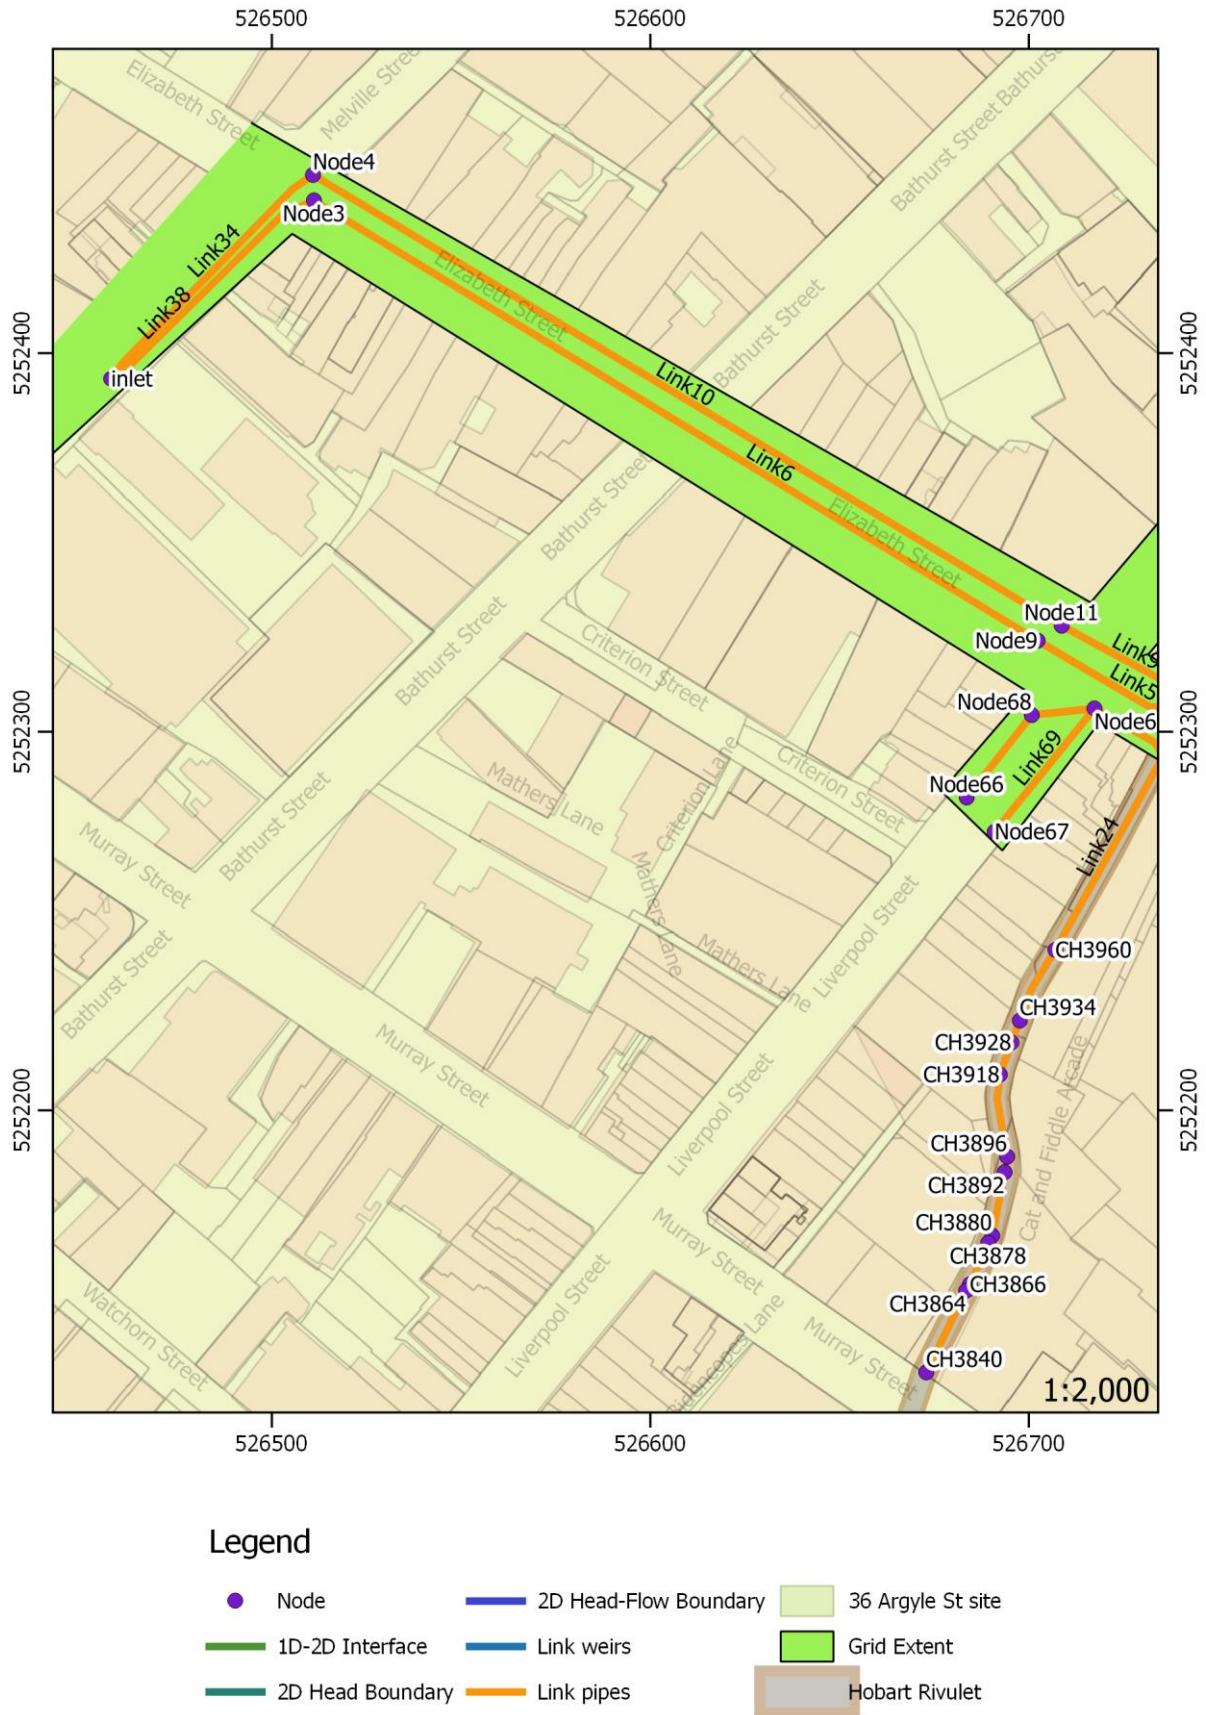 526500 526600 526700
Elizabeth Street
Melville Stree
Bathurst Street
Bathurst
Node4
Node3
Bathurst Street
Link34
Elizabeth Street
Link38
Bathurst Street
5252400
5252400
inlet
Link10
Link6
Bathurst Street
Elizabeth Street
Node11
Node9
Link9
Criterion Street
Bathurst Street
Link5
Node68
Node6
5252300
5252300
Link69
Criterion Street
Node66
Mathers Lane
Criterion Lane
Node67
Murray Street
Bathurst Street
Link24
Mathers Lane
Liverpool Street
CH3960
Mathers Lane
Bathurst Street
CH3934
CH3928
CH3918
Murray Street
Liverpool Street
5252200
5252200
Cat and Fiddle Arcade
CH3896
CH3892
CH3880
CH3878
Murray Street
CH3866
CH3864
Watchorn Street
Liverpool Street
Murray Street
CH3840
1:2,000
526500 526600 526700
Legend
Node
2D Head-Flow Boundary
36 Argyle St site
1D-2D Interface
Link weirs
Grid Extent
2D Head Boundary
Link pipes
Hobart Rivulet